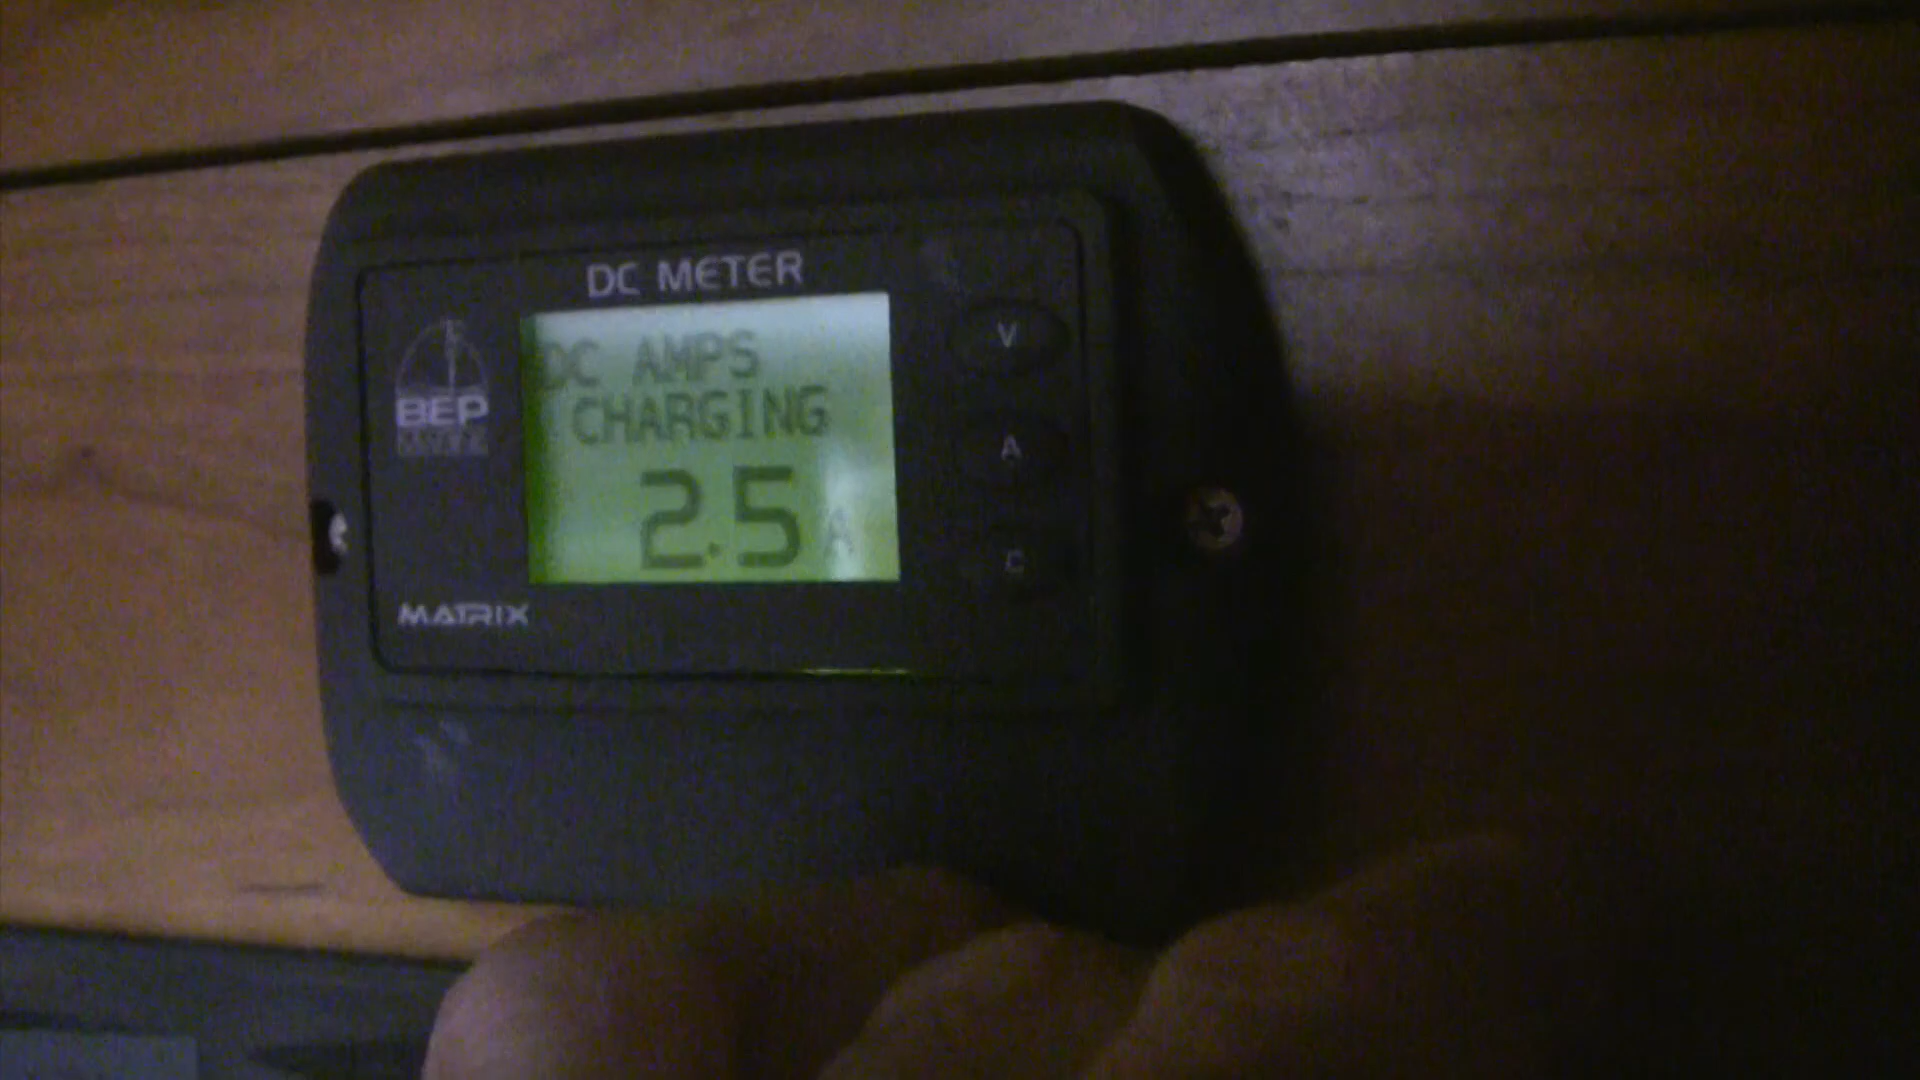 DC METER
DC AMPS
CHARGING
2.5 A
BEP
MATRIX
V
A
C